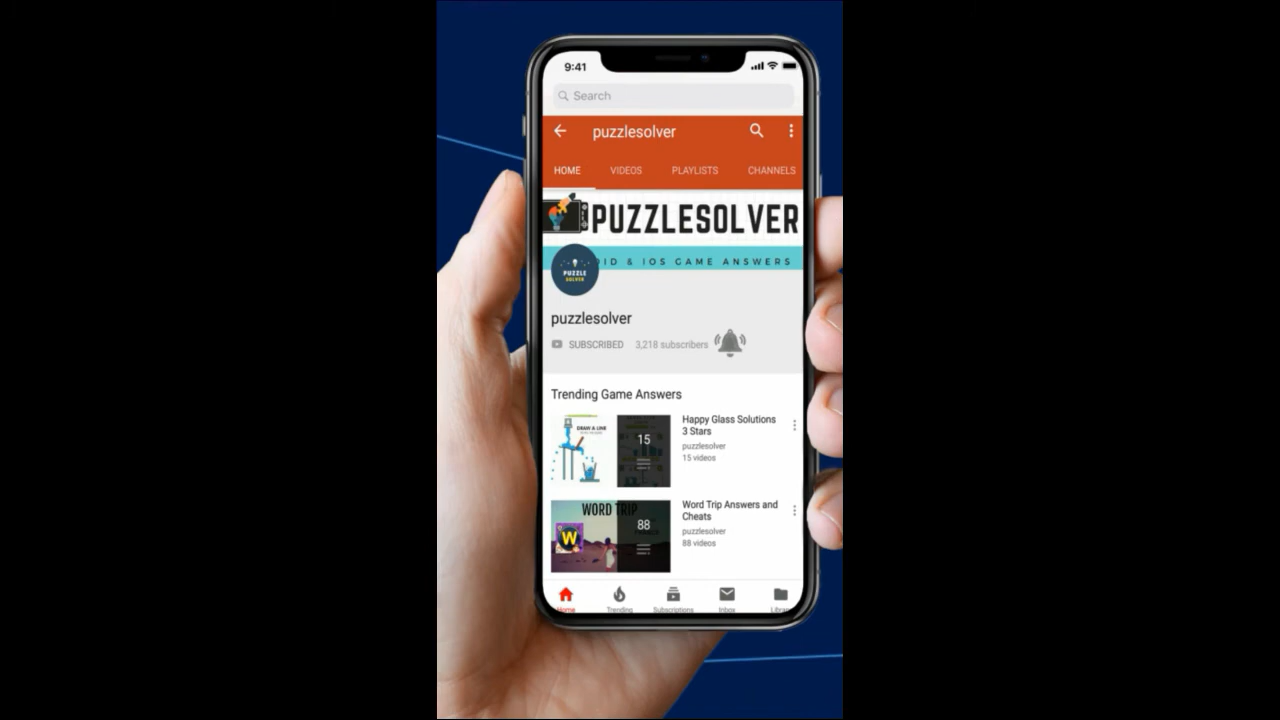 9:41
Search
puzzlesolver
HOME VIDEOS PLAYLISTS CHANNELS
PUZZLESOLVER
ID & IOS GAME ANSWERS
PUZZLE
SOLVER
puzzlesolver
SUBSCRIBED 3,218 subscribers
Trending Game Answers
DRAW A LINE
15
Happy Glass Solutions
3 Stars
puzzlesolver
15 videos
WORD TRIP
W
88
Word Trip Answers and
Cheats
puzzlesolver
88 videos
Home Trending Subscriptions Inbox Librar